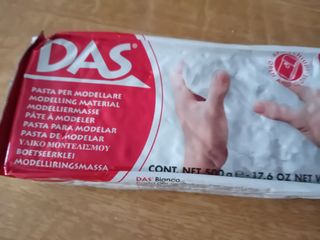 DAS®
PASTA PER MODELLARE
MODELLING MATERIAL
MODELLIERMASSE
PÂTE À MODELER
PASTA PARA MODELAR
PASTA DE MODELAR
ΥΛΙΚΟ ΜΟΝΤΕΛΙΣΜΟΥ
BOETSEERKLEI
MODELLIRINGSMASSA
CONT. NET 500 g e - 17.6 OZ NET W
DAS® Bianco